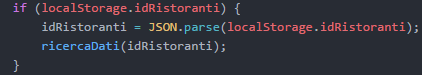 if (localStorage.idRistoranti) {
    idRistoranti = JSON.parse(localStorage.idRistoranti);
    ricercaDati(idRistoranti);
}